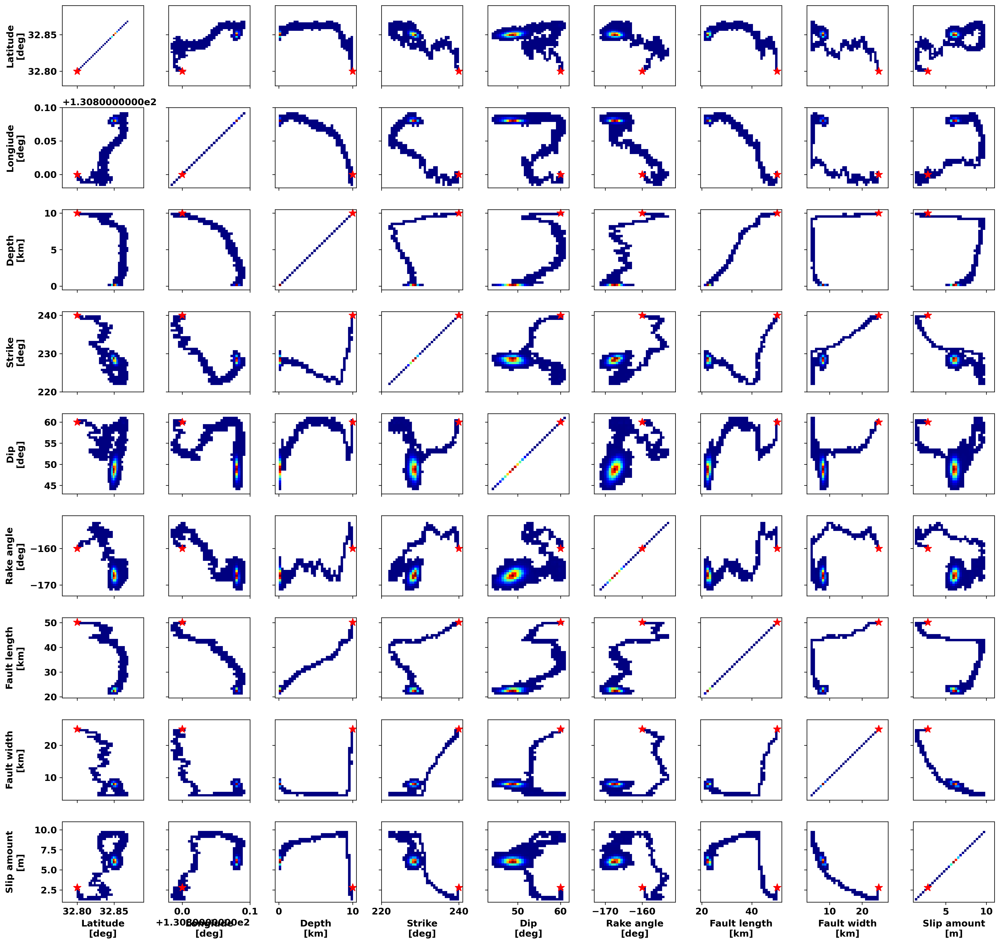 Latitude
[deg]
32.85
32.80
+1.3080000000e2
Longiude
[deg]
0.10
0.05
0.00
Depth
[km]
10
5
0
Strike
[deg]
240
230
220
Dip
[deg]
60
55
50
45
Rake angle
[deg]
−160
−170
Fault length
[km]
50
40
30
20
Fault width
[km]
20
10
Slip amount
[m]
10.0
7.5
5.0
2.5
32.80 32.85 0.0 0.1 0 10 220 240 50 60 −170 −160 20 40 10 20 5 10
+1.3080000000e2
Latitude Longiude Depth Strike Dip Rake angle Fault length Fault width Slip amount
[deg] [deg] [km] [deg] [deg] [deg] [km] [km] [m]